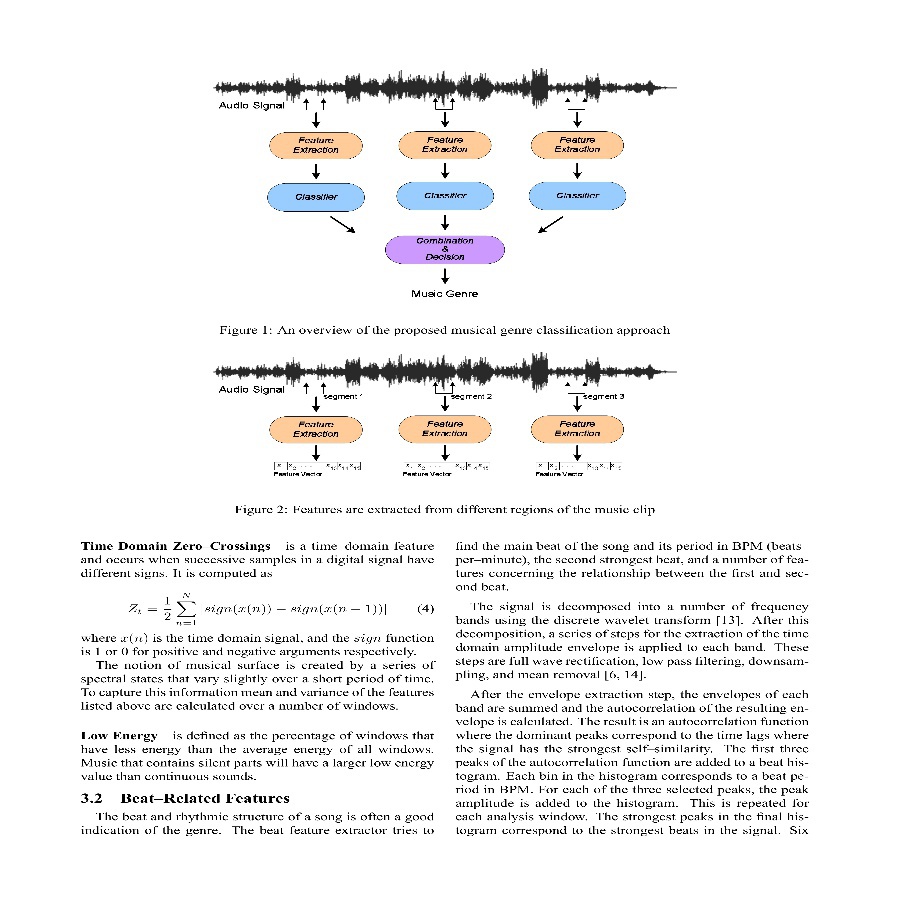 Audio Signal
Feature Extraction
Feature Extraction
Feature Extraction
Classifier
Classifier
Classifier
Combination
&
Decision
Music Genre
Figure 1: An overview of the proposed musical genre classification approach
Audio Signal
segment 1
segment 2
segment 3
Feature Extraction
Feature Extraction
Feature Extraction
Feature Vector
Feature Vector
Feature Vector
Figure 2: Features are extracted from different regions of the music clip
Time Domain Zero–Crossings is a time–domain feature
and occurs when successive samples in a digital signal have
different signs. It is computed as
Z_t = 1/2 \sum_{n=1}^{N} sign(x(n)) − sign(x(n − 1))| (4)
where x(n) is the time domain signal, and the sign function
is 1 or 0 for positive and negative arguments respectively.
The notion of musical surface is created by a series of
spectral states that vary slightly over a short period of time.
To capture this information mean and variance of the features
listed above are calculated over a number of windows.
Low Energy is defined as the percentage of windows that
have less energy than the average energy of all windows.
Music that contains silent parts will have a larger low energy
value than continuous sounds.
3.2 Beat–Related Features
The beat and rhythmic structure of a song is often a good
indication of the genre. The beat feature extractor tries to
find the main beat of the song and its period in BPM (beats–
per–minute), the second strongest beat, and a number of fea-
tures concerning the relationship between the first and sec-
ond beat.
The signal is decomposed into a number of frequency
bands using the discrete wavelet transform [13]. After this
decomposition, a series of steps for the extraction of the time
domain amplitude envelope is applied to each band. These
steps are full wave rectification, low pass filtering, downsam-
pling, and mean removal [6, 14].
After the envelope extraction step, the envelopes of each
band are summed and the autocorrelation of the resulting en-
velope is calculated. The result is an autocorrelation function
where the dominant peaks correspond to the time lags where
the signal has the strongest self–similarity. The first three
peaks of the autocorrelation function are added to a beat his-
togram. Each bin in the histogram corresponds to a beat pe-
riod in BPM. For each of the three selected peaks, the peak
amplitude is added to the histogram. This is repeated for
each analysis window. The strongest peaks in the final his-
togram correspond to the strongest beats in the signal. Six